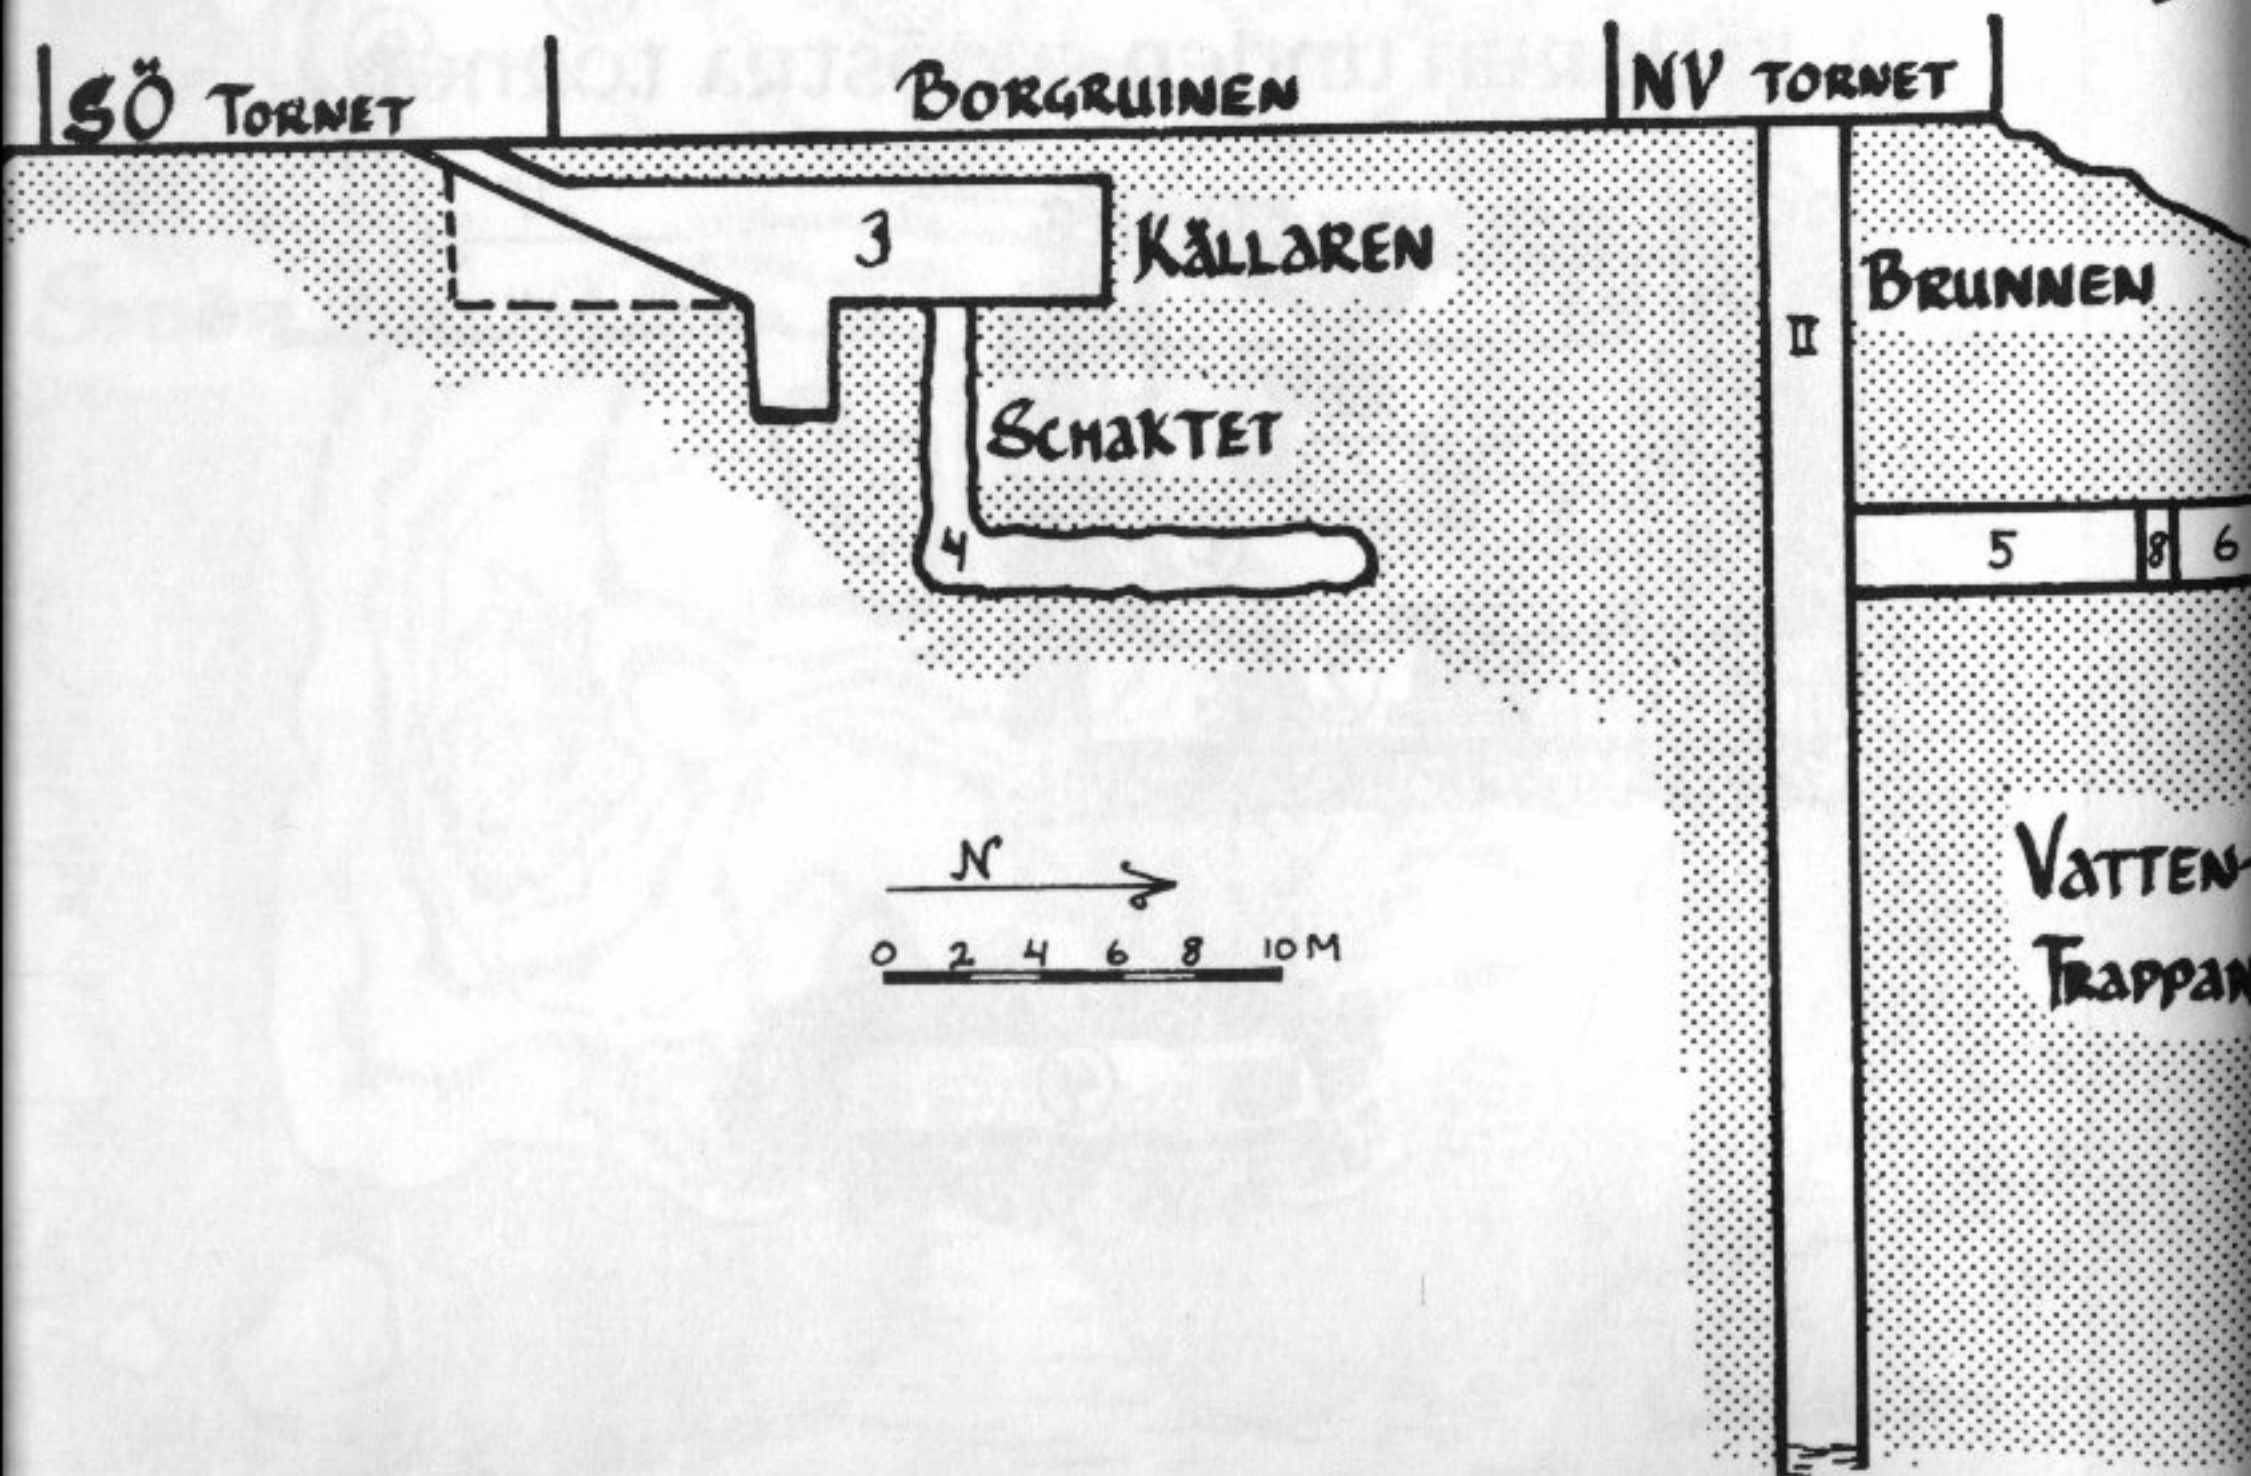 SÖ TORNET
BORGRUINEN
NV TORNET
3
KÄLLAREN
II
BRUNNEN
SCHAKTET
4
5
8
6
VATTEN-
TRAPPAN
N
0 2 4 6 8 10 M